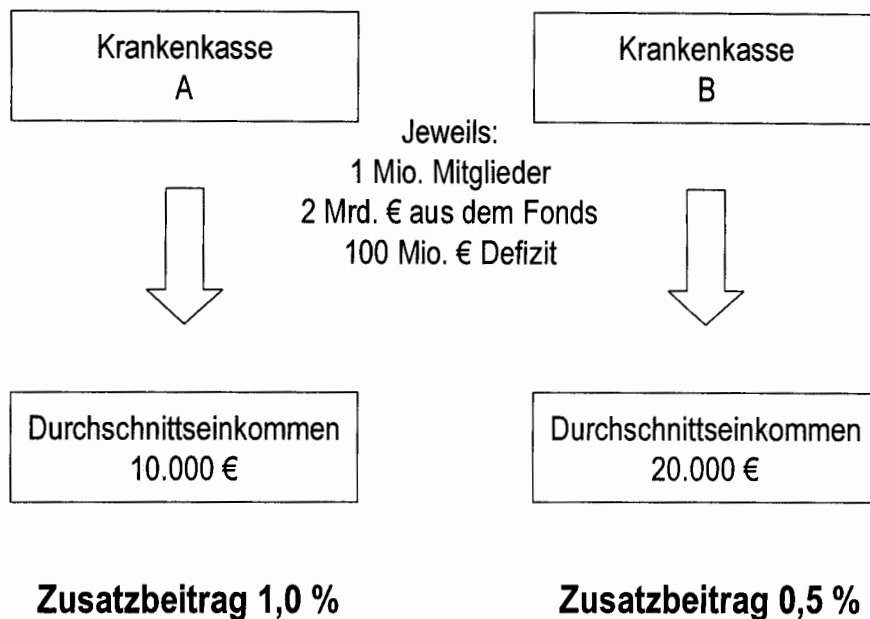 Krankenkasse
A
Krankenkasse
B
Jeweils:
1 Mio. Mitglieder
2 Mrd. € aus dem Fonds
100 Mio. € Defizit
Durchschnittseinkommen
10.000 €
Durchschnittseinkommen
20.000 €
Zusatzbeitrag 1,0 %
Zusatzbeitrag 0,5 %